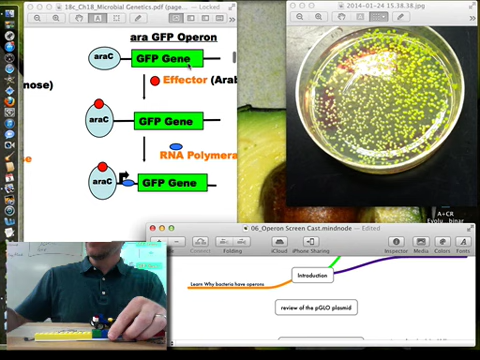 18c_Ch18_Microbial Genetics.pdf (page...
Locked
2014-01-24 15.38.38.jpg
ara GFP Operon
araC
GFP Gene
nose)
Effector (Arab
araC
GFP Gene
RNA Polymera
araC
GFP Gene
A+CR
Evolu
binar
06_Operon Screen Cast.mindnode — Edited
Folding
iCloud
iPhone Sharing
Inspector
Media
Colors
Fonts
Introduction
Learn Why bacteria have operons
review of the pGLO plasmid